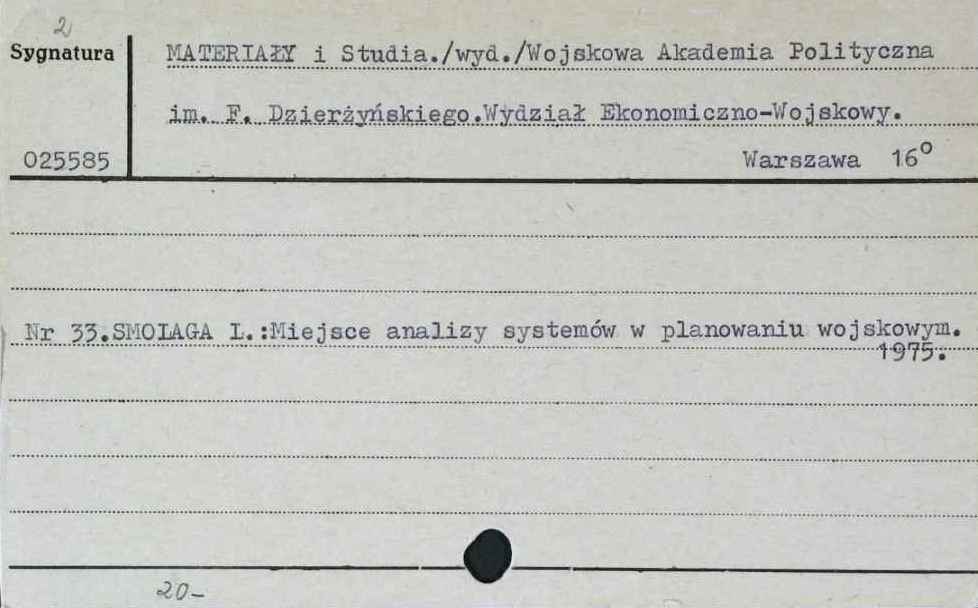 2
Sygnatura MATERIAŁY i Studia./wyd./Wojskowa Akademia Polityczna
im. F. Dzierżyńskiego.Wydział Ekonomiczno-Wojskowy.
025585 Warszawa 16°
Nr 33.SMOLAGA L.:Miejsce analizy systemów w planowaniu wojskowym.
1975.
20-